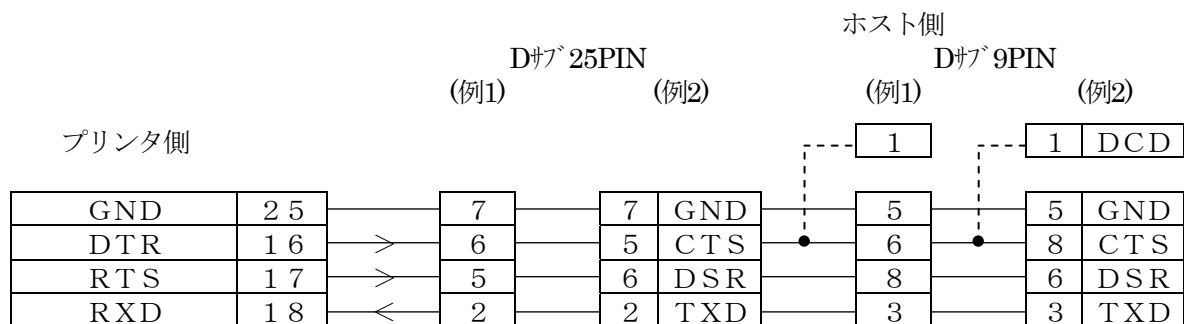 ホスト側
Dｻﾌﾞ25PIN Dｻﾌﾞ9PIN
(例1) (例2) (例1) (例2)
プリンタ側 1 1 DCD
GND 25 7 7 GND 5 5 GND
DTR 16 6 5 CTS 6 8 CTS
RTS 17 5 6 DSR 8 6 DSR
RXD 18 2 2 TXD 3 3 TXD